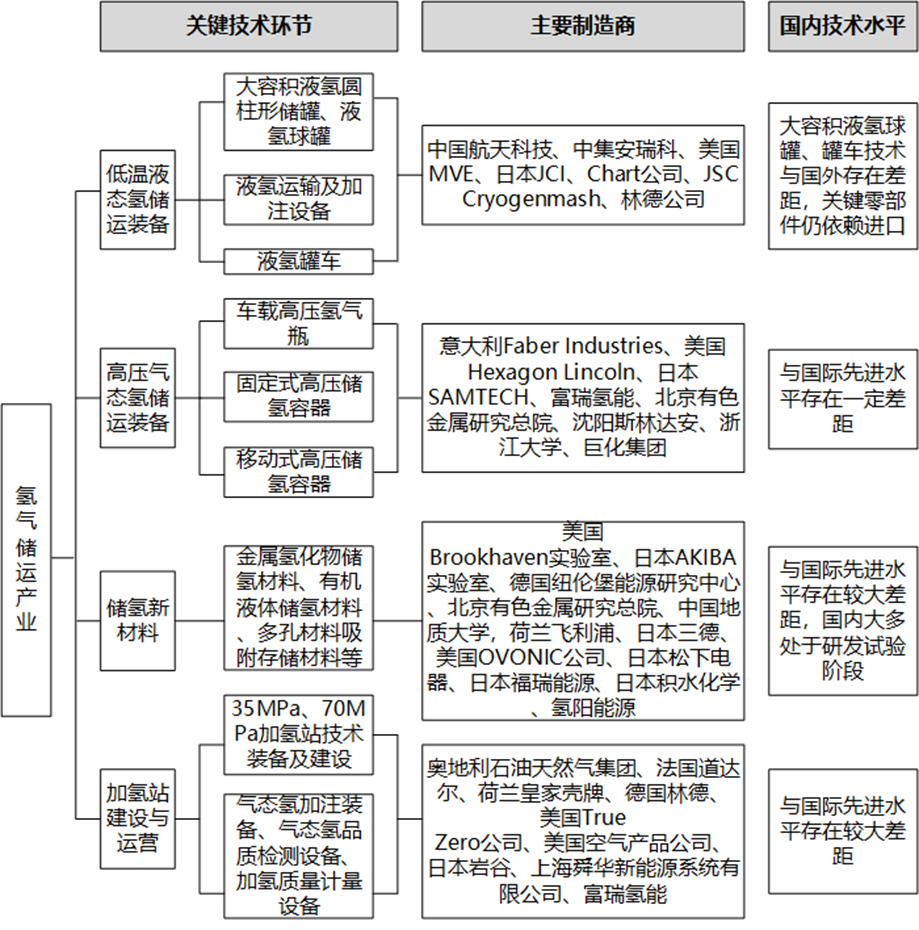 关键技术环节
主要制造商
国内技术水平
氢
气
储
运
产
业
低温液
态氢储
运装备
大容积液氢圆
柱形储罐、液
氢球罐
液氢运输及加
注设备
液氢罐车
中国航天科技、中集安瑞科、美国
MVE、日本JCI、Chart公司、JSC
Cryogenmash、林德公司
大容积液氢球
罐、罐车技术
与国外存在差
距，关键零部
件仍依赖进口
高压气
态氢储
运装备
车载高压氢气
瓶
固定式高压储
氢容器
移动式高压储
氢容器
意大利Faber Industries、美国
Hexagon Lincoln、日本
SAMTECH、富瑞氢能、北京有色
金属研究总院、沈阳斯林达安、浙
江大学、巨化集团
与国际先进水
平存在一定差
距
储氢新
材料
金属氢化物储
氢材料、有机
液体储氢材料
、多孔材料吸
附存储材料等
美国
Brookhaven实验室、日本AKIBA
实验室、德国纽伦堡能源研究中心
、北京有色金属研究总院、中国地
质大学，荷兰飞利浦、日本三德、
美国OVONIC公司、日本松下电
器、日本福瑞能源、日本积水化学
、氢阳能源
与国际先进水
平存在较大差
距，国内大多
处于研发试验
阶段
加氢站
建设与
运营
35MPa、70M
Pa加氢站技术
装备及建设
气态氢加注装
备、气态氢品
质检测设备、
加氢质量计量
设备
奥地利石油天然气集团、法国道达
尔、荷兰皇家壳牌、德国林德、
美国True
Zero公司、美国空气产品公司、
日本岩谷、上海舜华新能源系统有
限公司、富瑞氢能
与国际先进水
平存在较大差
距